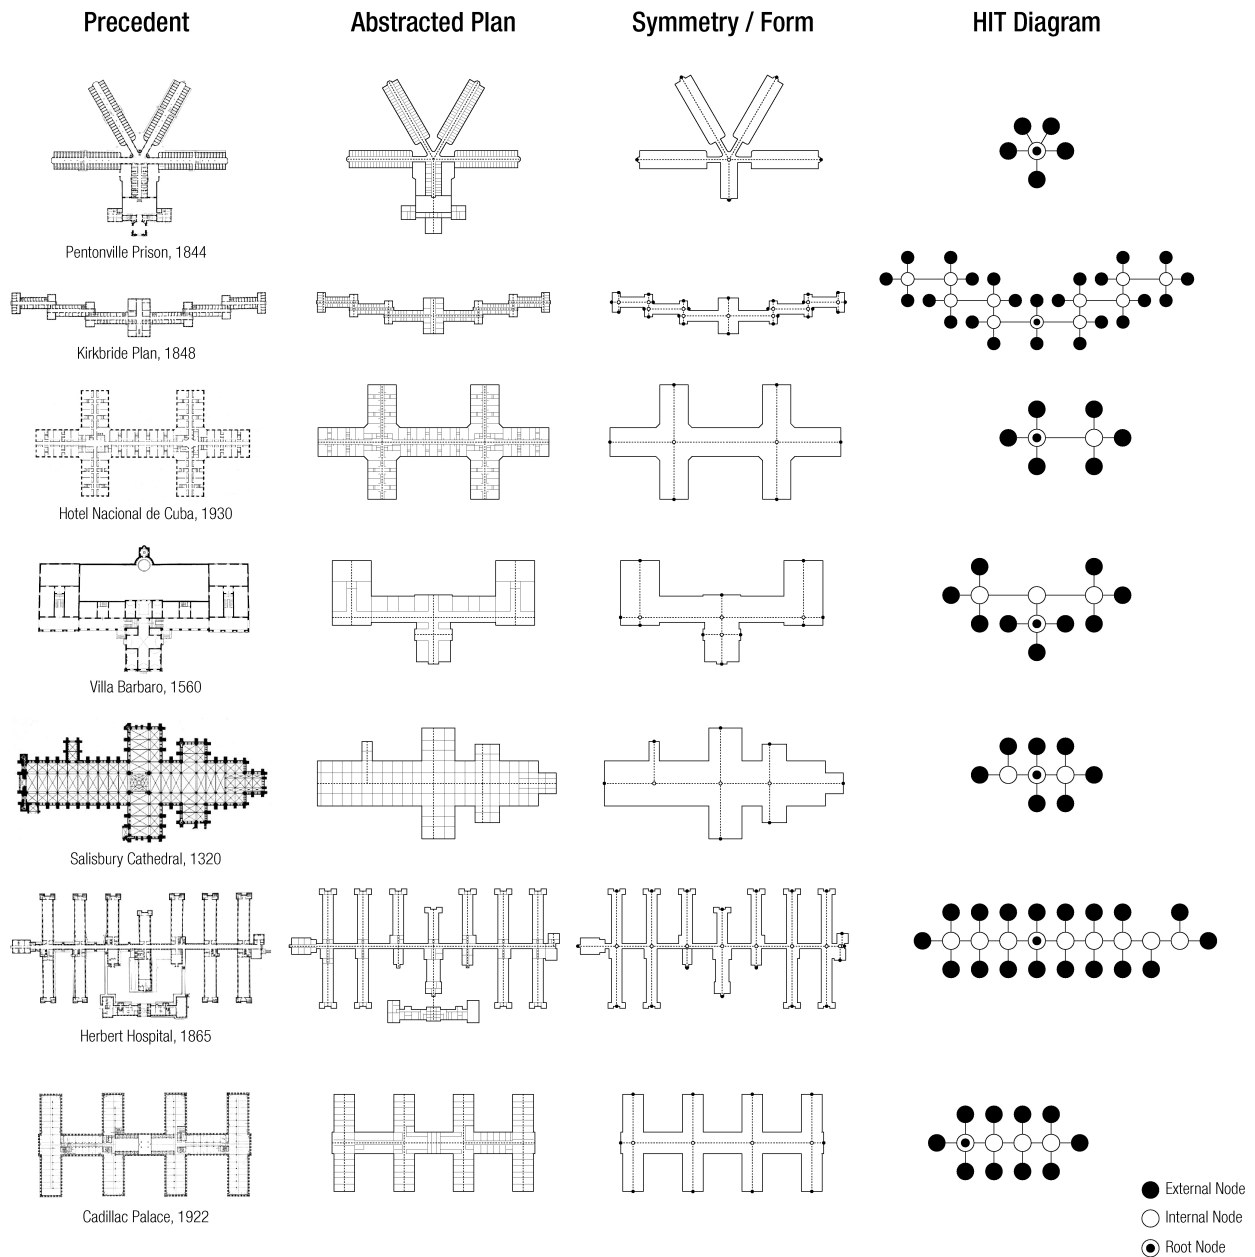 Precedent
Abstracted Plan
Symmetry / Form
HIT Diagram
Pentonville Prison, 1844
Kirkbride Plan, 1848
Hotel Nacional de Cuba, 1930
Villa Barbaro, 1560
Salisbury Cathedral, 1320
Herbert Hospital, 1865
Cadillac Palace, 1922
External Node
Internal Node
Root Node